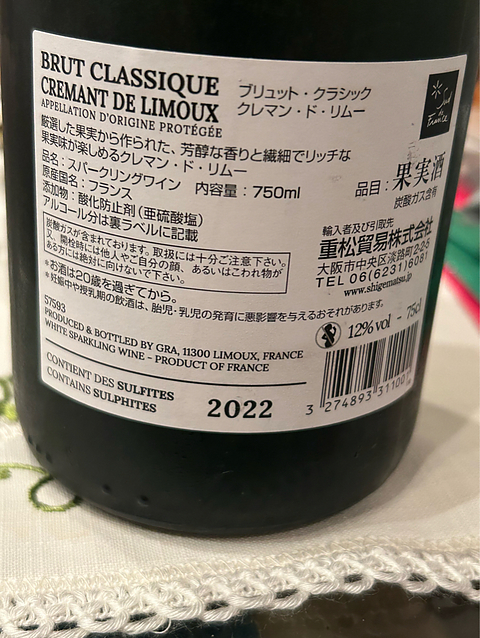 BRUT CLASSIQUE
CREMANT DE LIMOUX
APPELLATION D'ORIGINE PROTÉGÉE
ブリュット・クラシック
クレマン・ド・リムー
Sud de France
厳選した果実から作られた、芳醇な香りと繊細でリッチな
果実味が楽しめるクレマン・ド・リムー
品名：スパークリングワイン 内容量：750ml
原産国名：フランス
添加物：酸化防止剤（亜硫酸塩）
アルコール分は裏ラベルに記載
品目：果実酒
炭酸ガス含有
炭酸ガスが含まれております。取扱には十分ご注意下さい。
又、開栓時には他人やご自分の顔、あるいはこわれ物が
ある方には絶対に向けないで下さい。
輸入者及び引取先
重松貿易株式会社
大阪市中央区淡路町2-2-5
TEL 06(6231)6081
www.shigematsu.jp
*お酒は20歳を過ぎてから。
*妊娠中や授乳期の飲酒は、胎児・乳児の発育に悪影響を与えるおそれがあります。
57593
PRODUCED & BOTTLED BY GRA, 11300 LIMOUX, FRANCE
WHITE SPARKLING WINE - PRODUCT OF FRANCE
12% vol - 75cl
CONTIENT DES SULFITES
CONTAINS SULPHITES
2022
3 274893 31100